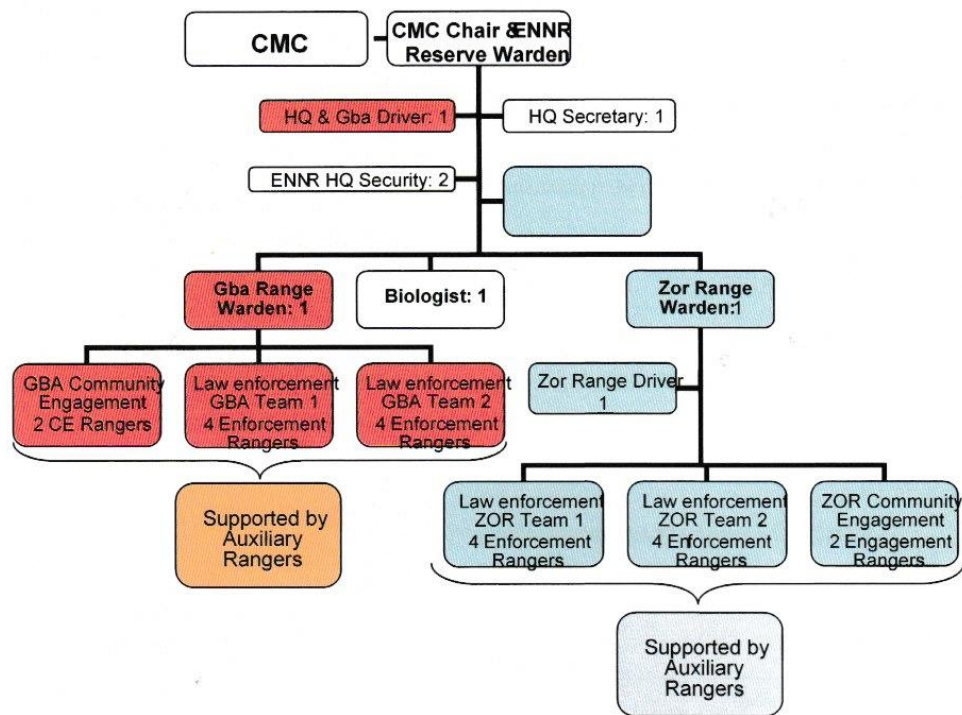 CMC
CMC Chair & ENNR
Reserve Warden
HQ & Gba Driver: 1
HQ Secretary: 1
ENNR HQ Security: 2
Gba Range
Warden: 1
Biologist: 1
Zor Range
Warden:1
GBA Community
Engagement
2 CE Rangers
Law enforcement
GBA Team 1
4 Enforcement
Rangers
Law enforcement
GBA Team 2
4 Enforcement
Rangers
Zor Range Driver
1
Supported by
Auxiliary
Rangers
Law enforcement
ZOR Team 1
4 Enforcement
Rangers
Law enforcement
ZOR Team 2
4 Enforcement
Rangers
ZOR Community
Engagement
2 Engagement
Rangers
Supported by
Auxiliary
Rangers